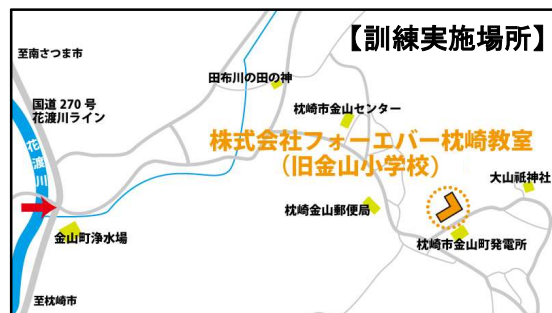 【訓練実施場所】
至南さつま市
田布川の田の神
国道270号
花渡川ライン
枕崎市金山センター
株式会社フォーエバー枕崎教室
（旧金山小学校）
花渡川
大山祇神社
枕崎金山郵便局
金山町浄水場
枕崎市金山町発電所
至枕崎市